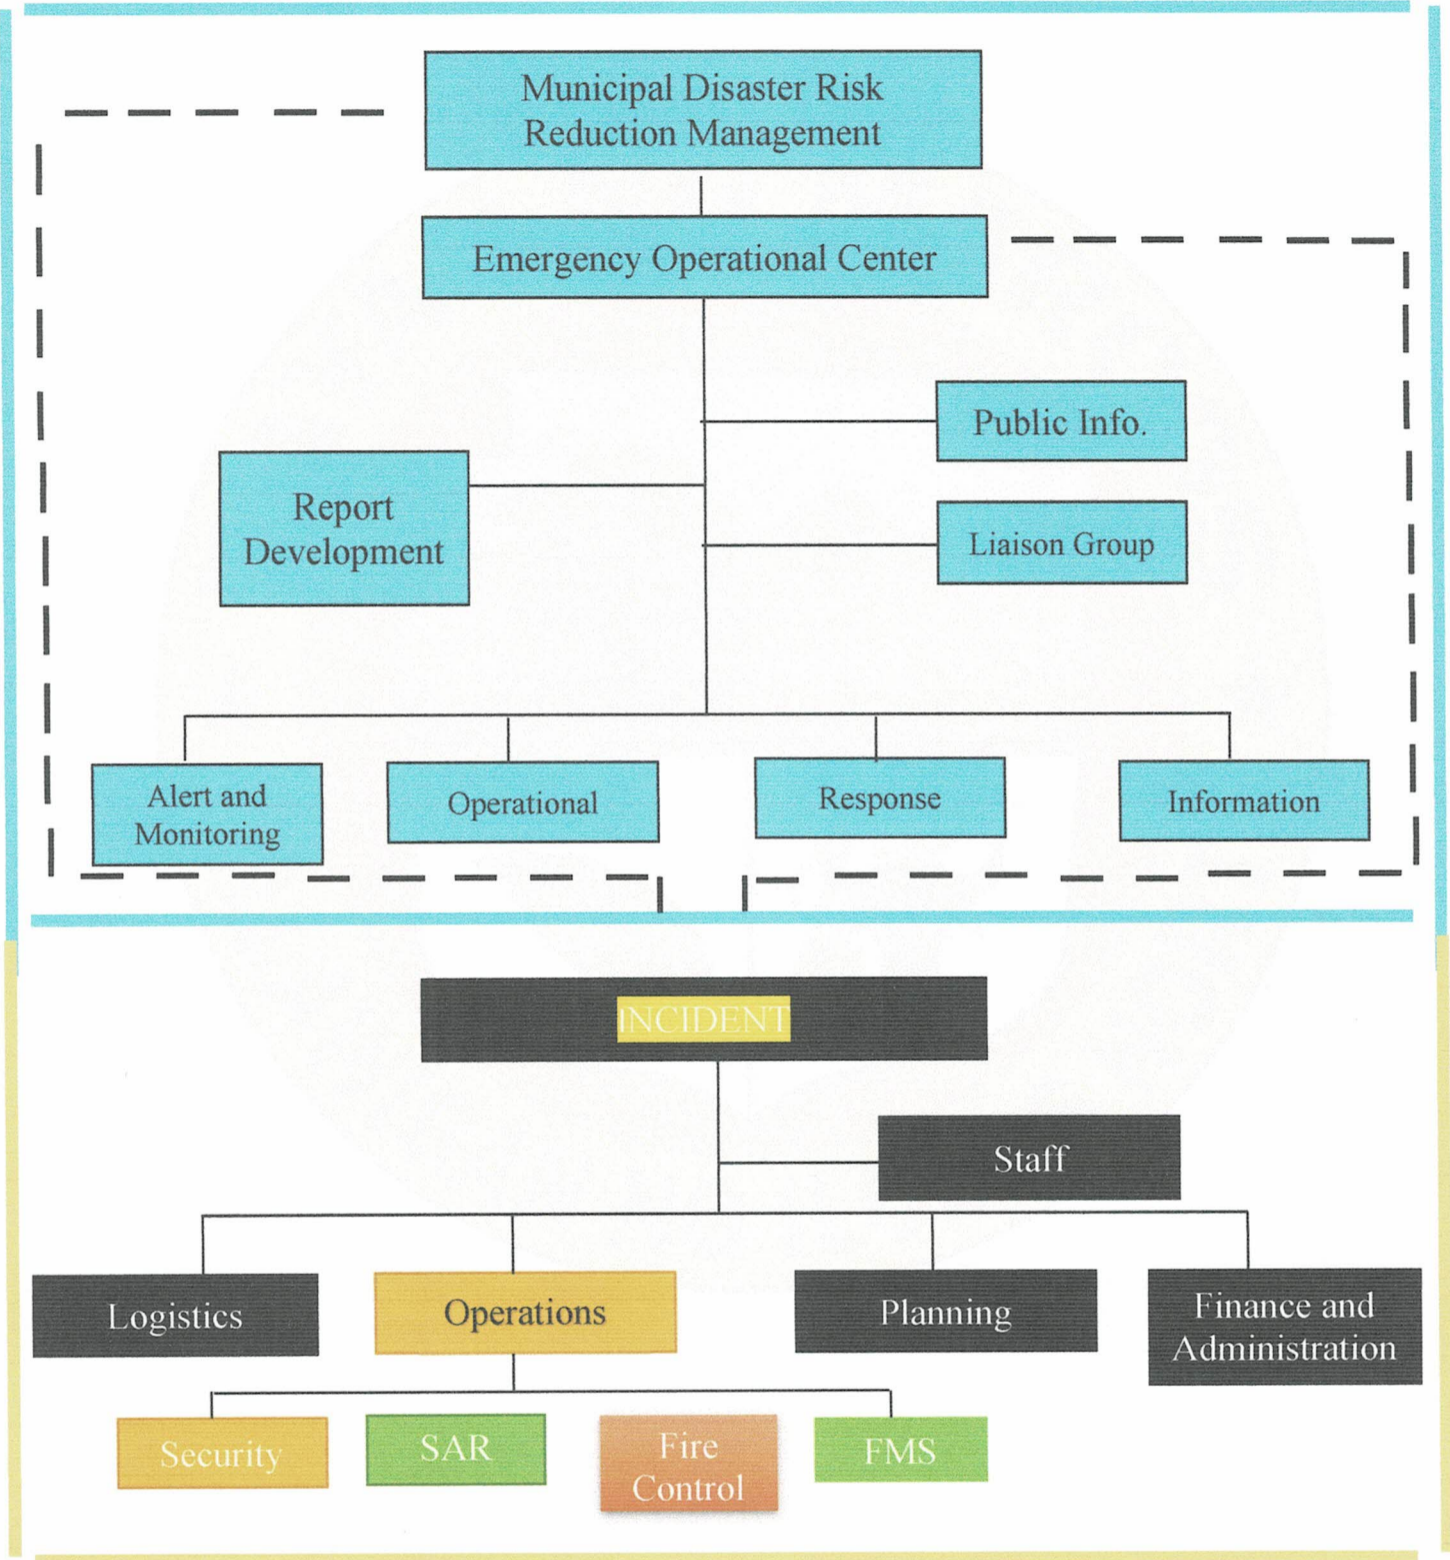 Municipal Disaster Risk
Reduction Management
Emergency Operational Center
Public Info.
Report
Development
Liaison Group
Alert and
Monitoring
Operational
Response
Information
INCIDENT
Staff
Logistics
Operations
Planning
Finance and
Administration
Security
SAR
Fire
Control
FMS